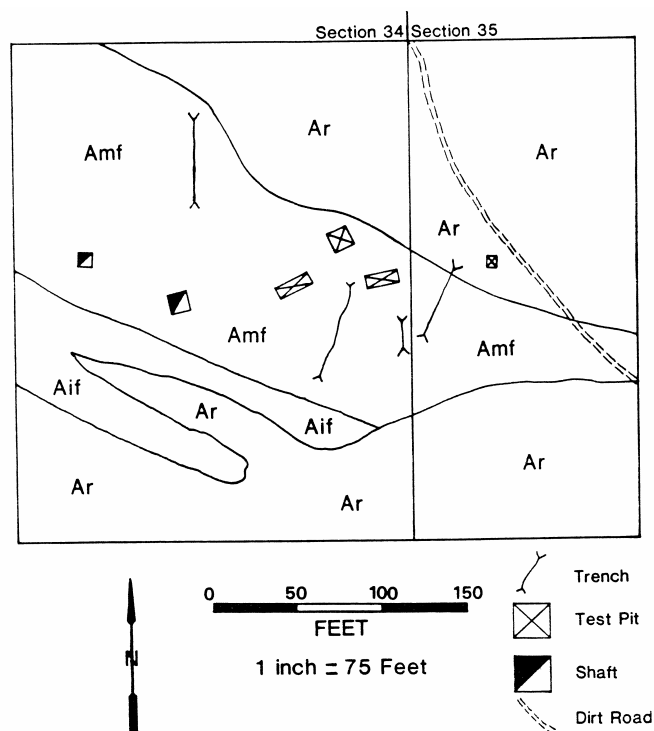 Section 34 Section 35
Ar
Amf
Ar
Ar
Amf
Amf
Aif
Ar
Aif
Ar
Ar
Ar
0 50 100 150
FEET
1 inch = 75 Feet
N
Trench
Test Pit
Shaft
Dirt Road